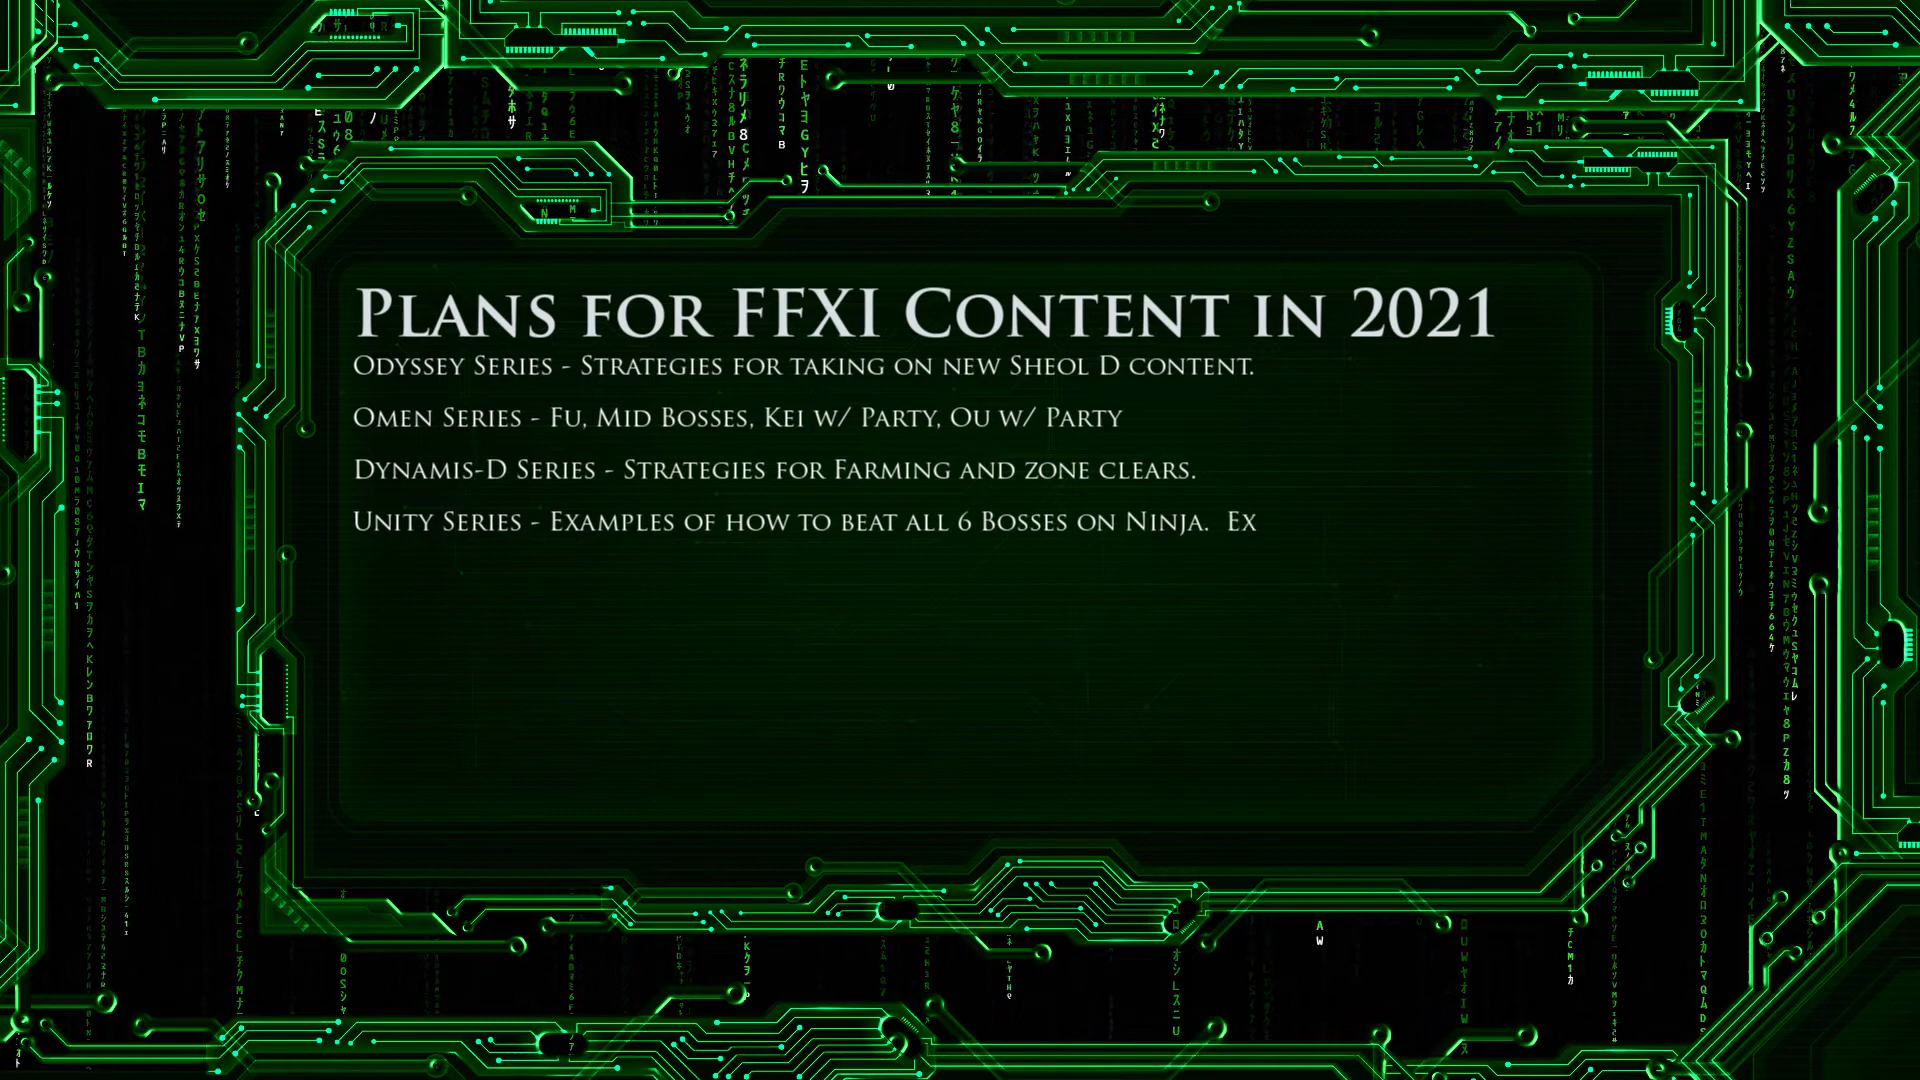 Plans for FFXI Content in 2021
Odyssey Series - Strategies for taking on new Sheol D content.
Omen Series - Fu, Mid Bosses, Kei w/ Party, Ou w/ Party
Dynamis-D Series - Strategies for Farming and zone clears.
Unity Series - Examples of how to beat all 6 Bosses on Ninja.  Ex